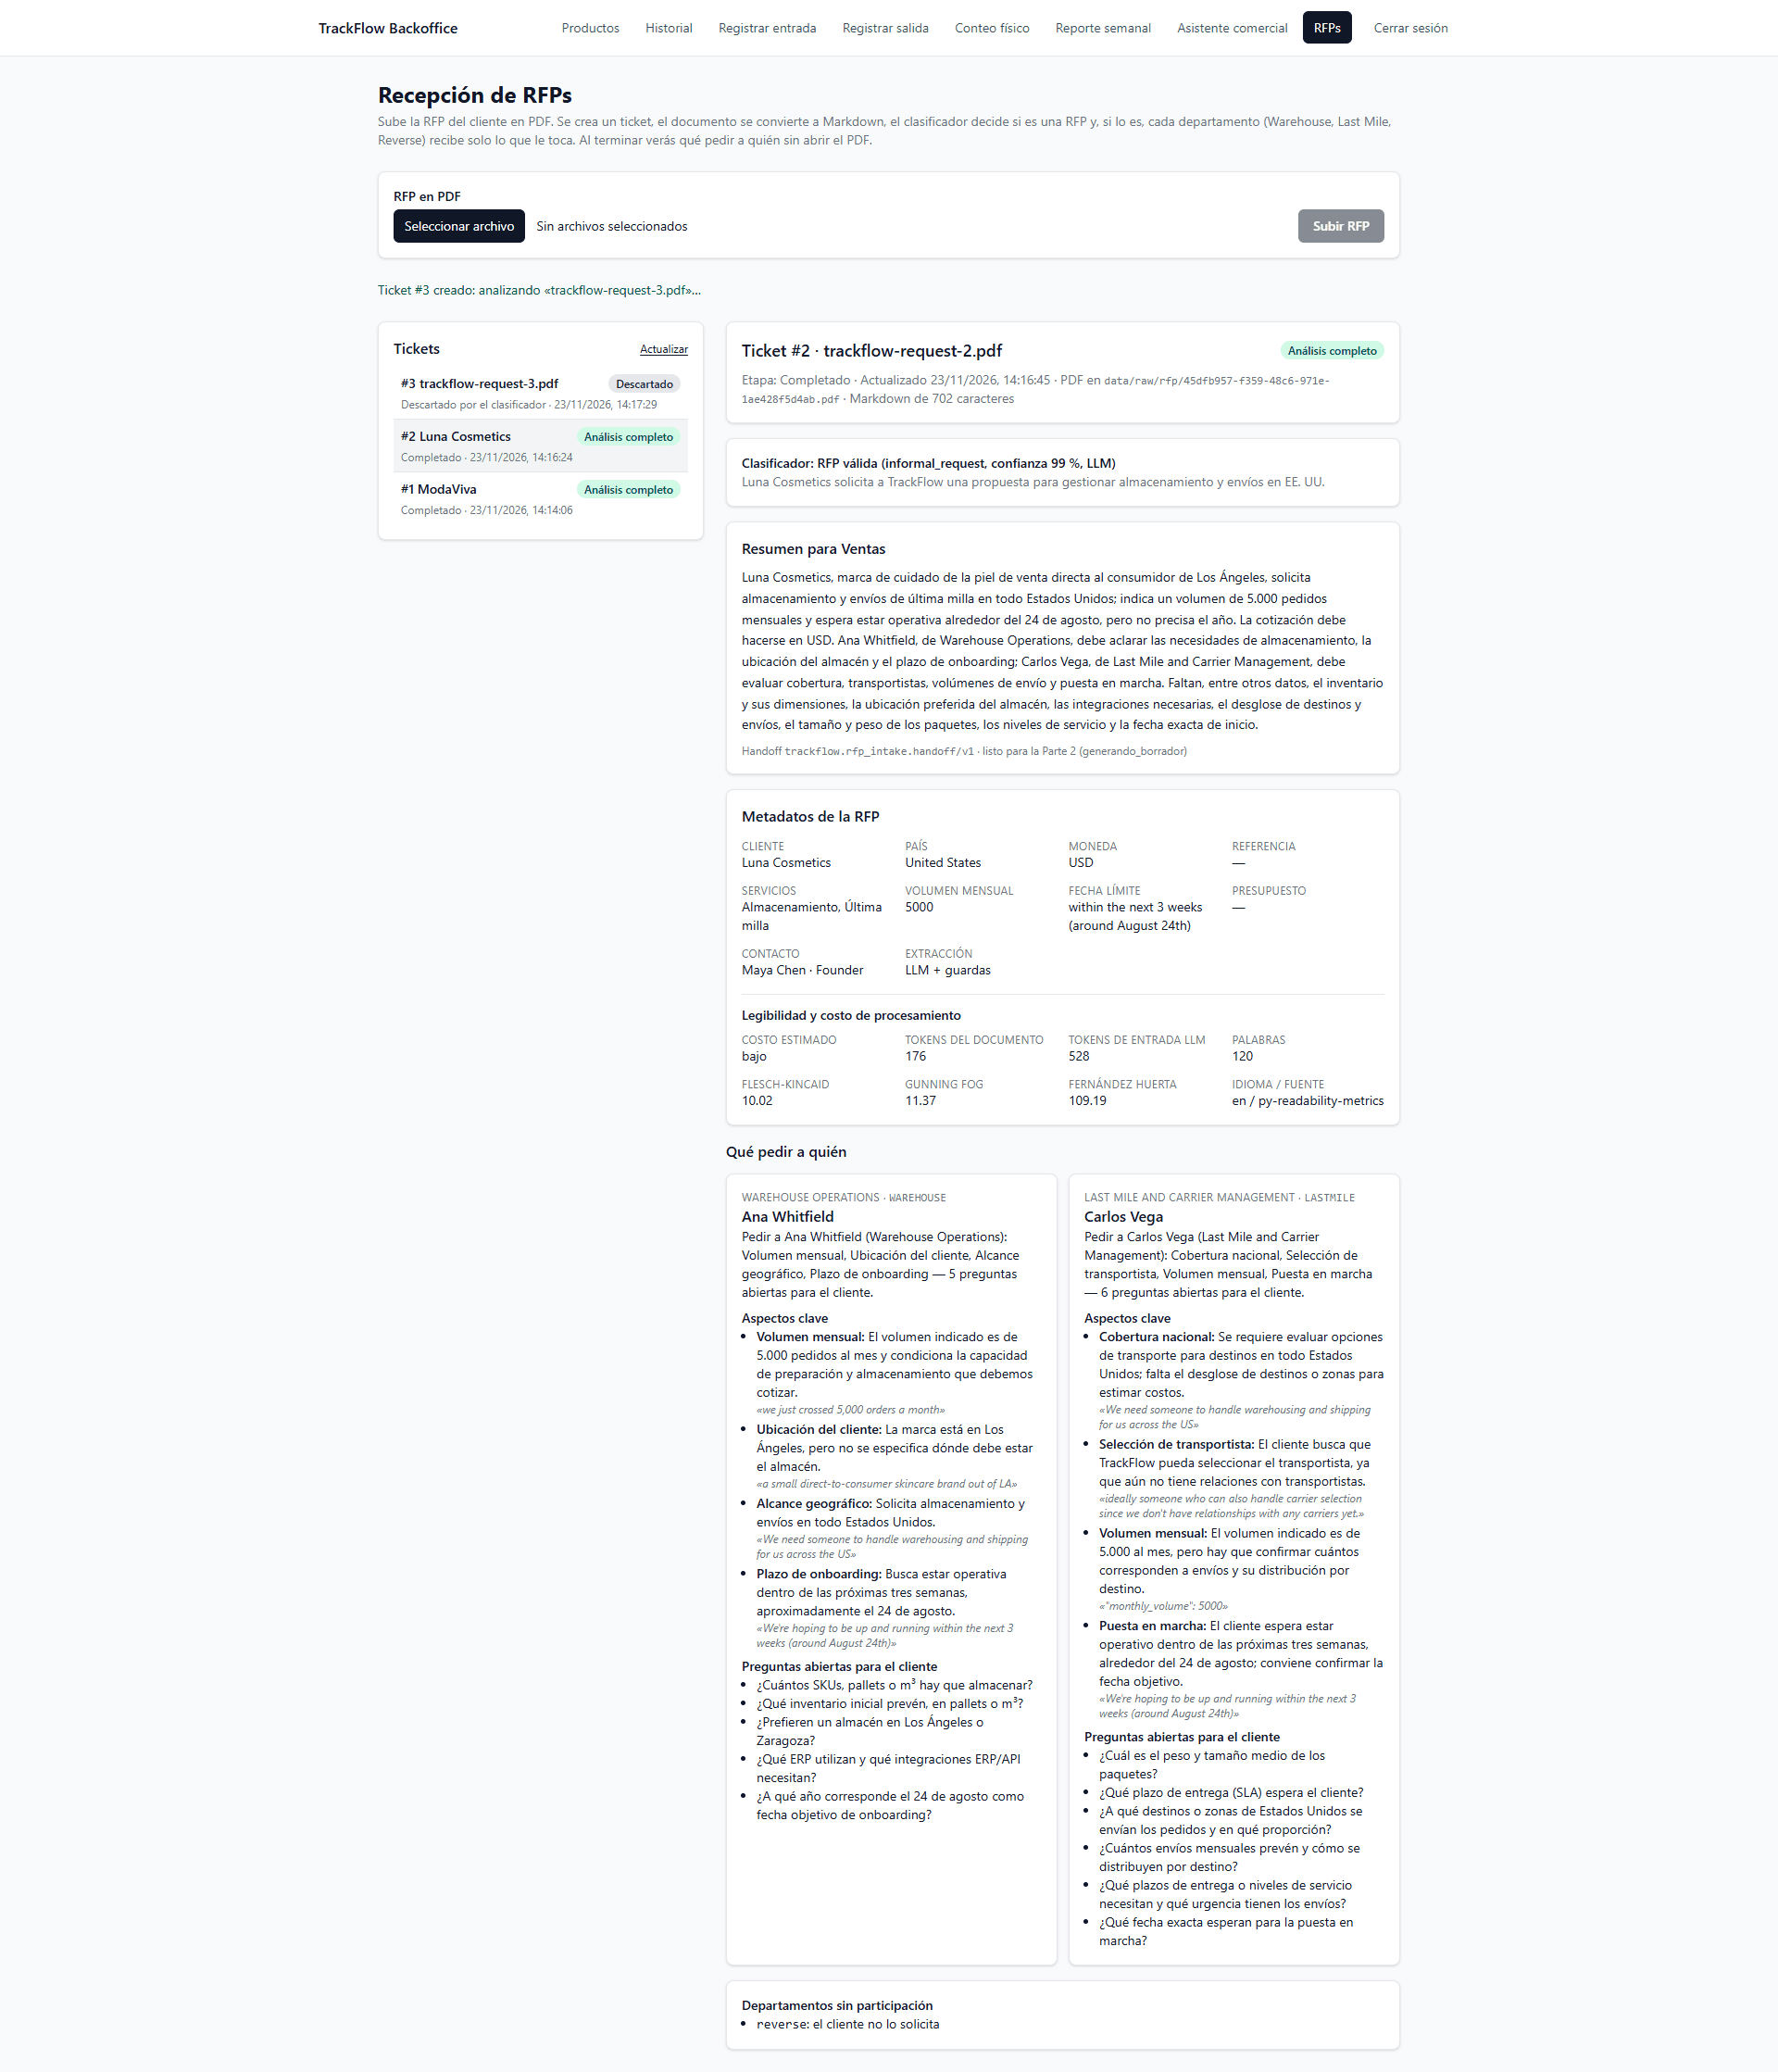 TrackFlow Backoffice
Productos
Historial
Registrar entrada
Registrar salida
Conteo físico
Reporte semanal
Asistente comercial
RFPs
Cerrar sesión
Recepción de RFPs
Sube la RFP del cliente en PDF. Se crea un ticket, el documento se convierte a Markdown, el clasificador decide si es una RFP y, si lo es, cada departamento (Warehouse, Last Mile,
Reverse) recibe solo lo que le toca. Al terminar verás qué pedir a quién sin abrir el PDF.
RFP en PDF
Seleccionar archivo
Sin archivos seleccionados
Subir RFP
Ticket #3 creado: analizando «trackflow-request-3.pdf»...
Tickets
Actualizar
#3 trackflow-request-3.pdf
Descartado
Descartado por el clasificador · 23/11/2026, 14:17:29
#2 Luna Cosmetics
Análisis completo
Completado · 23/11/2026, 14:16:24
#1 ModaViva
Análisis completo
Completado · 23/11/2026, 14:14:06
Ticket #2 · trackflow-request-2.pdf
Análisis completo
Etapa: Completado · Actualizado 23/11/2026, 14:16:45 · PDF en data/raw/rfp/45dfb957-f359-48c6-971e-
1ae428f5d4ab.pdf · Markdown de 702 caracteres
Clasificador: RFP válida (informal_request, confianza 99 %, LLM)
Luna Cosmetics solicita a TrackFlow una propuesta para gestionar almacenamiento y envíos en EE. UU.
Resumen para Ventas
Luna Cosmetics, marca de cuidado de la piel de venta directa al consumidor de Los Ángeles, solicita
almacenamiento y envíos de última milla en todo Estados Unidos; indica un volumen de 5.000 pedidos
mensuales y espera estar operativa alrededor del 24 de agosto, pero no precisa el año. La cotización debe
hacerse en USD. Ana Whitfield, de Warehouse Operations, debe aclarar las necesidades de almacenamiento, la
ubicación del almacén y el plazo de onboarding; Carlos Vega, de Last Mile and Carrier Management, debe
evaluar cobertura, transportistas, volúmenes de envío y puesta en marcha. Faltan, entre otros datos, el inventario
y sus dimensiones, la ubicación preferida del almacén, las integraciones necesarias, el desglose de destinos y
envíos, el tamaño y peso de los paquetes, los niveles de servicio y la fecha exacta de inicio.
Handoff trackflow.rfp_intake.handoff/v1 · listo para la Parte 2 (generando_borrador)
Metadatos de la RFP
CLIENTE
Luna Cosmetics
PAÍS
United States
MONEDA
USD
REFERENCIA
—
SERVICIOS
Almacenamiento, Última
milla
VOLUMEN MENSUAL
5000
FECHA LÍMITE
within the next 3 weeks
(around August 24th)
PRESUPUESTO
—
CONTACTO
Maya Chen · Founder
EXTRACCIÓN
LLM + guardas
Legibilidad y costo de procesamiento
COSTO ESTIMADO
bajo
TOKENS DEL DOCUMENTO
176
TOKENS DE ENTRADA LLM
528
PALABRAS
120
FLESCH-KINCAID
10.02
GUNNING FOG
11.37
FERNÁNDEZ HUERTA
109.19
IDIOMA / FUENTE
en / py-readability-metrics
Qué pedir a quién
WAREHOUSE OPERATIONS · WAREHOUSE
Ana Whitfield
Pedir a Ana Whitfield (Warehouse Operations):
Volumen mensual, Ubicación del cliente, Alcance
geográfico, Plazo de onboarding — 5 preguntas
abiertas para el cliente.
Aspectos clave
• Volumen mensual: El volumen indicado es de
5.000 pedidos al mes y condiciona la capacidad
de preparación y almacenamiento que debemos
cotizar.
«we just crossed 5,000 orders a month»
• Ubicación del cliente: La marca está en Los
Ángeles, pero no se especifica dónde debe estar
el almacén.
«a small direct-to-consumer skincare brand out of LA»
• Alcance geográfico: Solicita almacenamiento y
envíos en todo Estados Unidos.
«We need someone to handle warehousing and shipping
for us across the US»
• Plazo de onboarding: Busca estar operativa
dentro de las próximas tres semanas,
aproximadamente el 24 de agosto.
«We're hoping to be up and running within the next 3
weeks (around August 24th)»
Preguntas abiertas para el cliente
• ¿Cuántos SKUs, pallets o m³ hay que almacenar?
• ¿Qué inventario inicial prevén, en pallets o m³?
• ¿Prefieren un almacén en Los Ángeles o
Zaragoza?
• ¿Qué ERP utilizan y qué integraciones ERP/API
necesitan?
• ¿A qué año corresponde el 24 de agosto como
fecha objetivo de onboarding?
LAST MILE AND CARRIER MANAGEMENT · LASTMILE
Carlos Vega
Pedir a Carlos Vega (Last Mile and Carrier
Management): Cobertura nacional, Selección de
transportista, Volumen mensual, Puesta en marcha
— 6 preguntas abiertas para el cliente.
Aspectos clave
• Cobertura nacional: Se requiere evaluar opciones
de transporte para destinos en todo Estados
Unidos; falta el desglose de destinos o zonas para
estimar costos.
«We need someone to handle warehousing and shipping
for us across the US»
• Selección de transportista: El cliente busca que
TrackFlow pueda seleccionar el transportista, ya
que aún no tiene relaciones con transportistas.
«ideally someone who can also handle carrier selection
since we don't have relationships with any carriers yet.»
• Volumen mensual: El volumen indicado es de
5.000 al mes, pero hay que confirmar cuántos
corresponden a envíos y su distribución por
destino.
«"monthly_volume": 5000»
• Puesta en marcha: El cliente espera estar
operativo dentro de las próximas tres semanas,
alrededor del 24 de agosto; conviene confirmar la
fecha objetivo.
«We're hoping to be up and running within the next 3
weeks (around August 24th)»
Preguntas abiertas para el cliente
• ¿Cuál es el peso y tamaño medio de los
paquetes?
• ¿Qué plazo de entrega (SLA) espera el cliente?
• ¿A qué destinos o zonas de Estados Unidos se
envían los pedidos y en qué proporción?
• ¿Cuántos envíos mensuales prevén y cómo se
distribuyen por destino?
• ¿Qué plazos de entrega o niveles de servicio
necesitan y qué urgencia tienen los envíos?
• ¿Qué fecha exacta esperan para la puesta en
marcha?
Departamentos sin participación
• reverse: el cliente no lo solicita